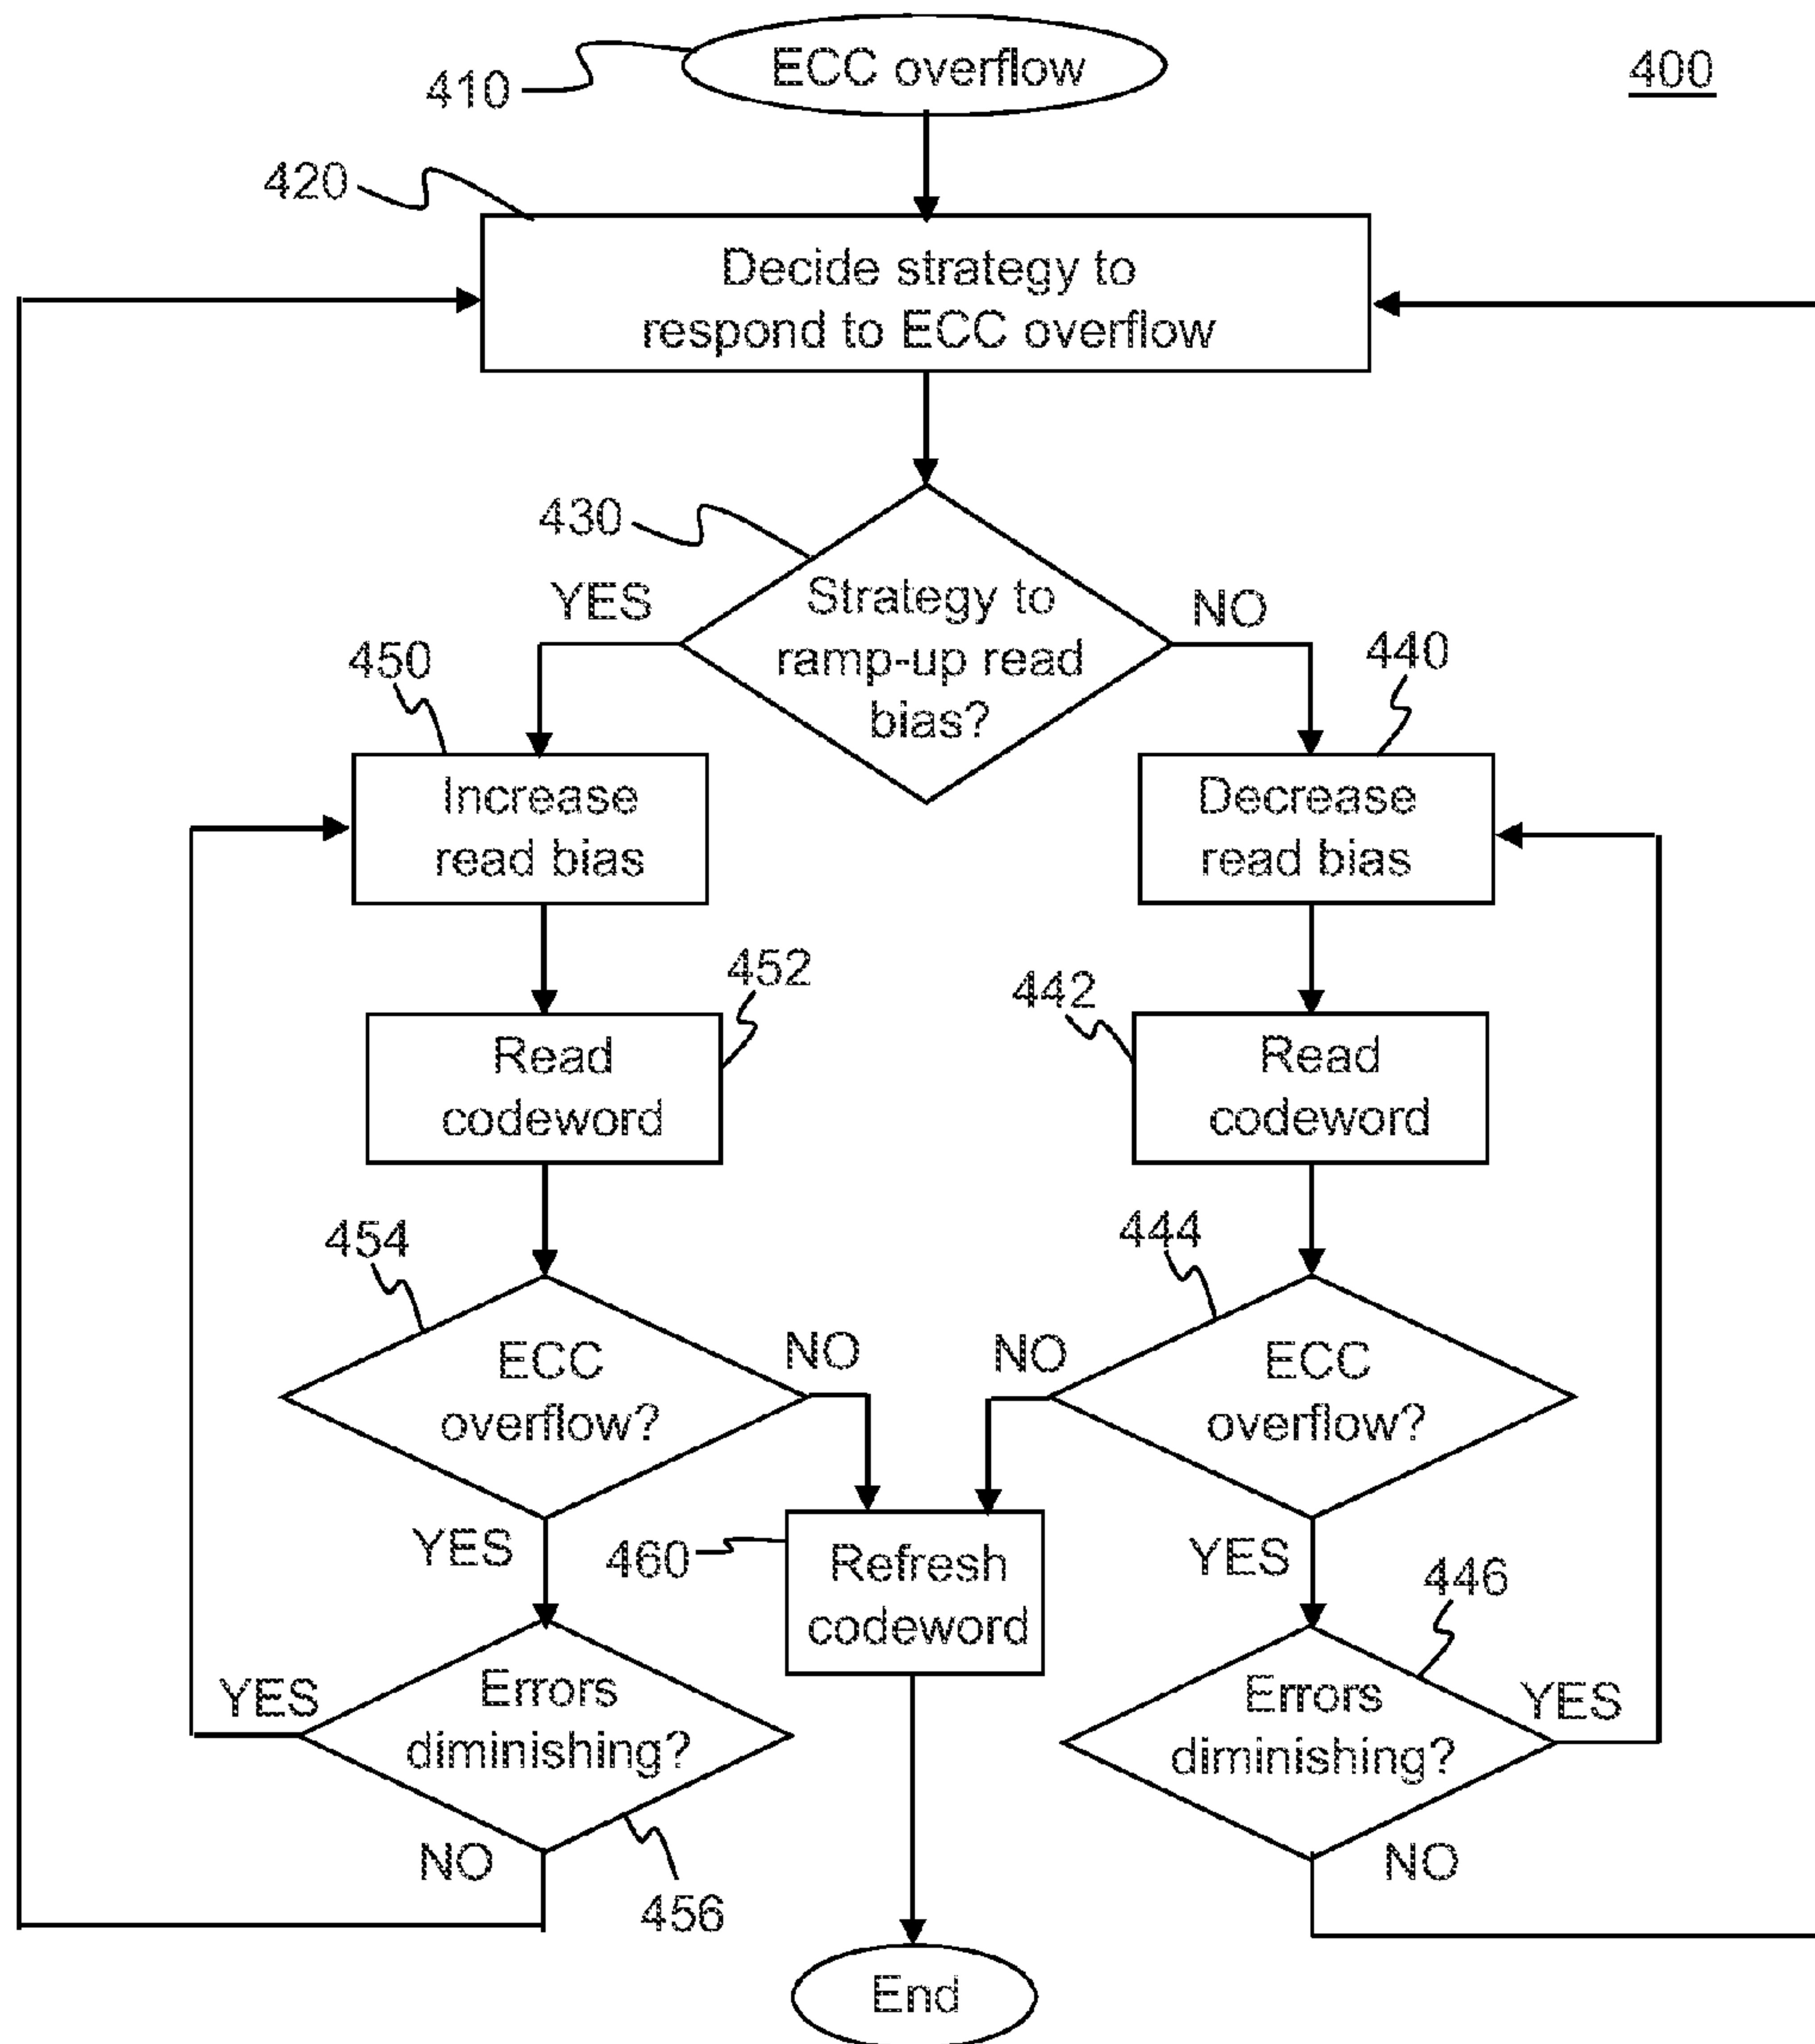 ECC overflow
410
400
420
Decide strategy to
respond to ECC overflow
430
YES
Strategy to
ramp-up read
bias?
NO
450
440
Increase
read bias
Decrease
read bias
452
442
Read
codeword
Read
codeword
454
444
ECC
overflow?
NO
NO
ECC
overflow?
YES
460
Refresh
codeword
YES
446
YES
Errors
diminishing?
Errors
diminishing?
YES
NO
456
NO
End